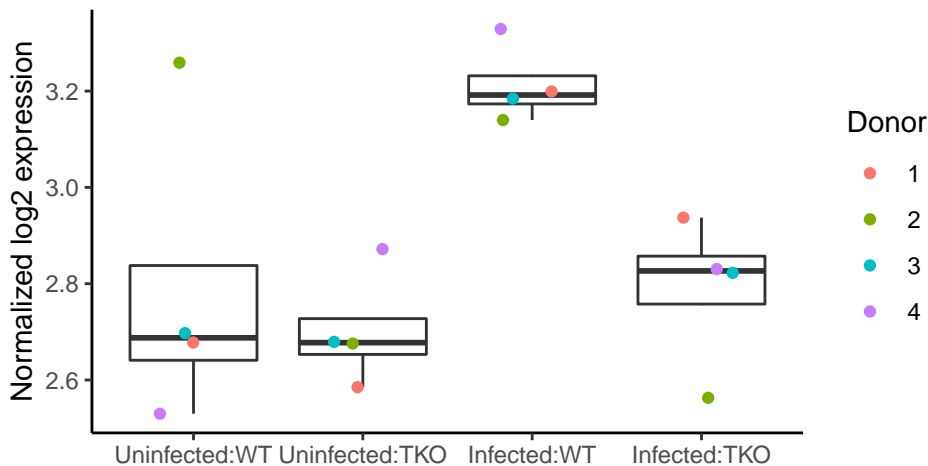 Normalized log2 expression
3.2
3.0
2.8
2.6
Uninfected:WT
Uninfected:TKO
Infected:WT
Infected:TKO
Donor
1
2
3
4